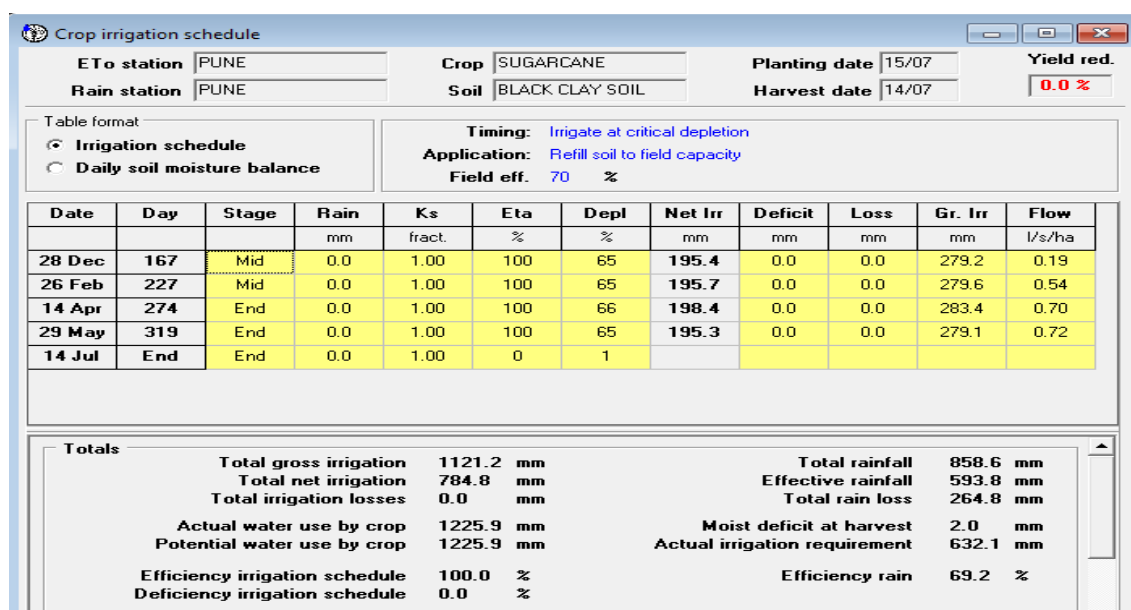 Crop irrigation schedule
ETo station PUNE Crop SUGARCANE Planting date 15/07 Yield red.
Rain station PUNE Soil BLACK CLAY SOIL Harvest date 14/07 0.0 %
Table format
Irrigation schedule
Daily soil moisture balance
Timing: Irrigate at critical depletion
Application: Refill soil to field capacity
Field eff. 70 %
Date Day Stage Rain Ks Eta Depl Net Irr Deficit Loss Gr. Irr Flow
mm fract. % % mm mm mm mm l/s/ha
28 Dec 167 Mid 0.0 1.00 100 65 195.4 0.0 0.0 279.2 0.19
26 Feb 227 Mid 0.0 1.00 100 65 195.7 0.0 0.0 279.6 0.54
14 Apr 274 End 0.0 1.00 100 66 198.4 0.0 0.0 283.4 0.70
29 May 319 End 0.0 1.00 100 65 195.3 0.0 0.0 279.1 0.72
14 Jul End End 0.0 1.00 0 1
Totals
Total gross irrigation 1121.2 mm Total rainfall 858.6 mm
Total net irrigation 784.8 mm Effective rainfall 593.8 mm
Total irrigation losses 0.0 mm Total rain loss 264.8 mm
Actual water use by crop 1225.9 mm Moist deficit at harvest 2.0 mm
Potential water use by crop 1225.9 mm Actual irrigation requirement 632.1 mm
Efficiency irrigation schedule 100.0 % Efficiency rain 69.2 %
Deficiency irrigation schedule 0.0 %